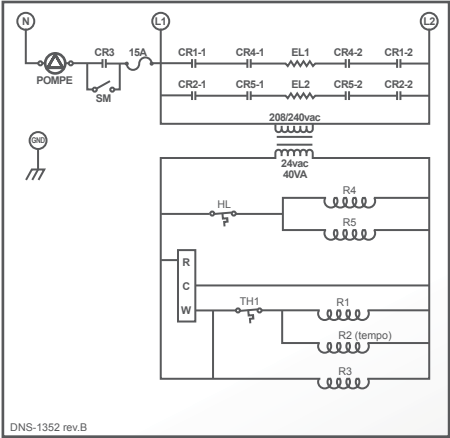 N L1 L2
CR3 15A CR1-1 CR4-1 EL1 CR4-2 CR1-2
POMPE
SM
CR2-1 CR5-1 EL2 CR5-2 CR2-2
208/240vac
GND
24vac
40VA
R4
HL
R5
R
C
W
TH1 R1
R2 (tempo)
R3
DNS-1352 rev.B